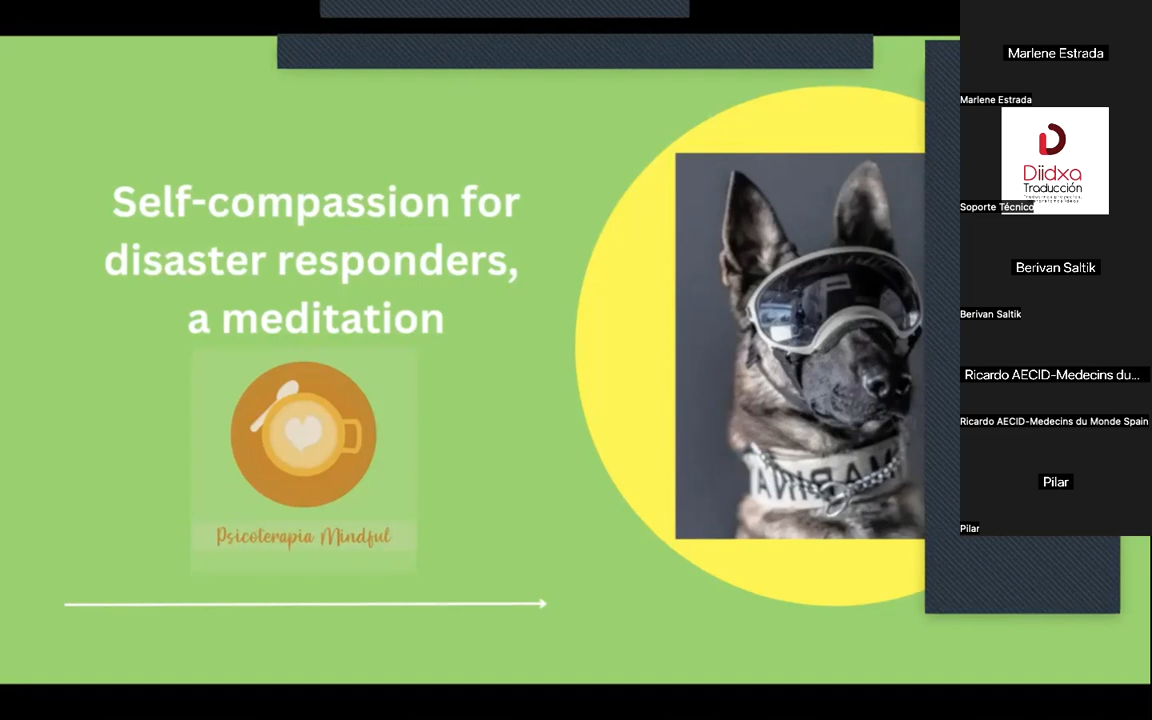 Self-compassion for
disaster responders,
a meditation
Psicoterapia Mindful
Marlene Estrada
Marlene Estrada
Diidxa
Traducción
Soporte Técnico
Berivan Saltik
Berivan Saltik
Ricardo AECID-Medecins du...
Ricardo AECID-Medecins du Monde Spain
Pilar
Pilar